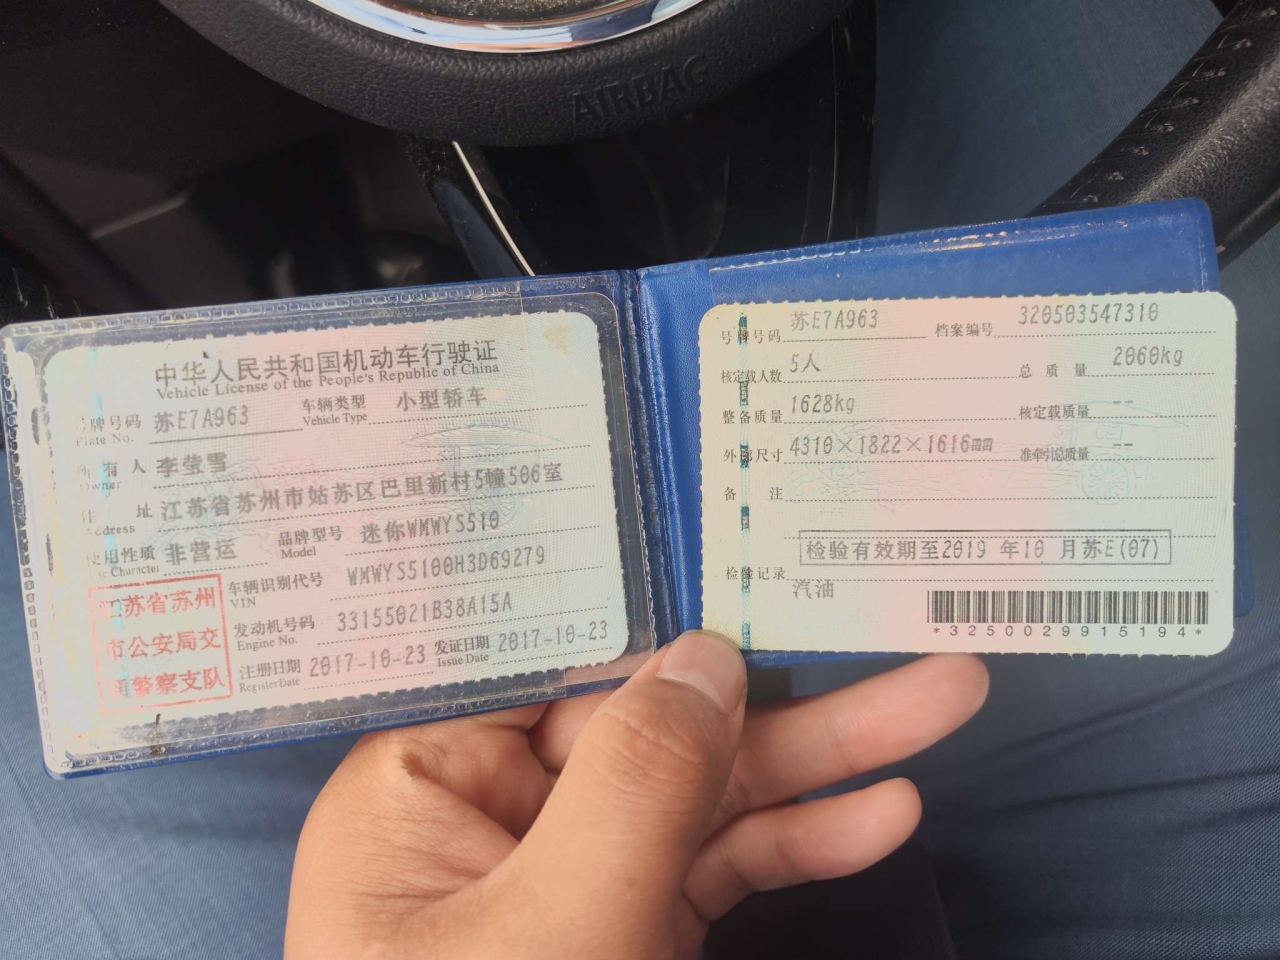 AIRBAG
中华人民共和国机动车行驶证
Vehicle License of the People's Republic of China
号牌号码 苏E7A963 车辆类型 小型轿车
Plate No. Vehicle Type
所有人 李莹雪
Owner
住址 江苏省苏州市姑苏区巴里新村5幢506室
Address
使用性质 非营运 品牌型号 迷你WMWYS510
Use Character Model
车辆识别代号 WMWYS5100H3D69279
VIN
发动机号码 33155021B38A15A
Engine No.
注册日期 2017-10-23 发证日期 2017-10-23
Register Date Issue Date
江苏省苏州
市公安局交
警察支队
号牌号码 苏E7A963 档案编号 320503547310
核定载人数 5人 总质量 2060kg
整备质量 1628kg 核定载质量 --
外廓尺寸 4310×1822×1616mm 准牵引总质量 --
备注
检验有效期至2019 年10 月苏E(07)
检验记录
汽油
*3250029915194*